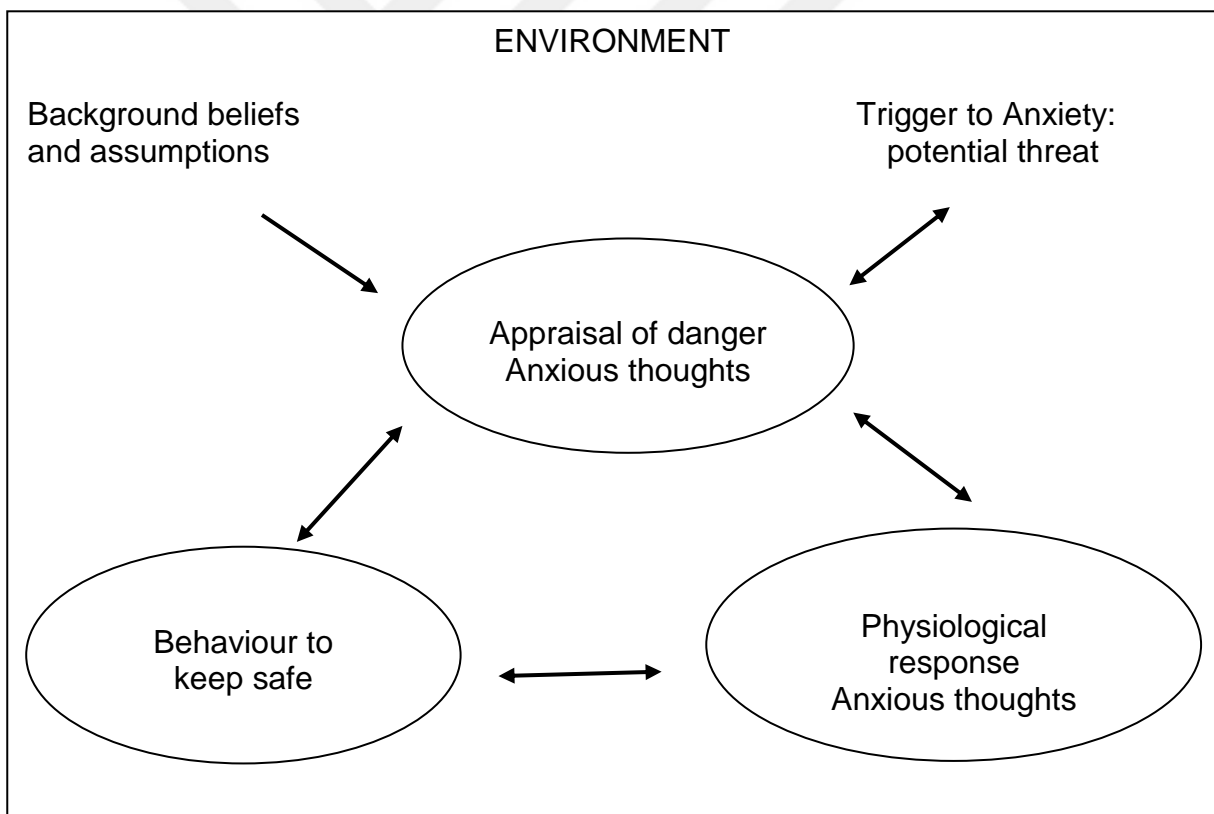 ENVIRONMENT
Background beliefs
and assumptions
Trigger to Anxiety:
potential threat
Appraisal of danger
Anxious thoughts
Behaviour to
keep safe
Physiological
response
Anxious thoughts